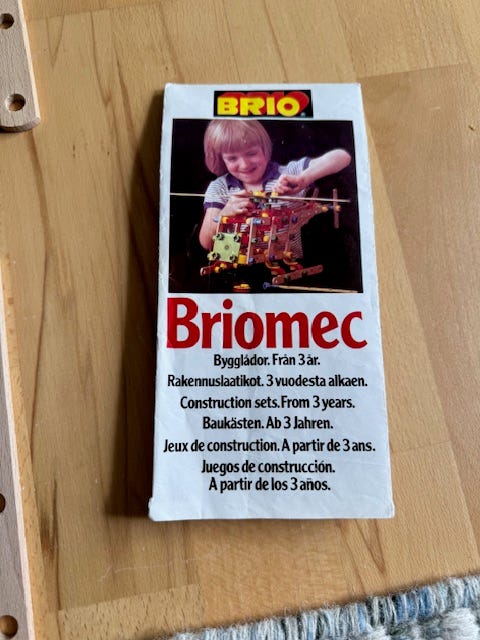 BRIO
Briomec
Bygglådor. Från 3 år.
Rakennuslaatikot. 3 vuodesta alkaen.
Construction sets. From 3 years.
Baukästen. Ab 3 Jahren.
Jeux de construction. A partir de 3 ans.
Juegos de construcción.
A partir de los 3 años.